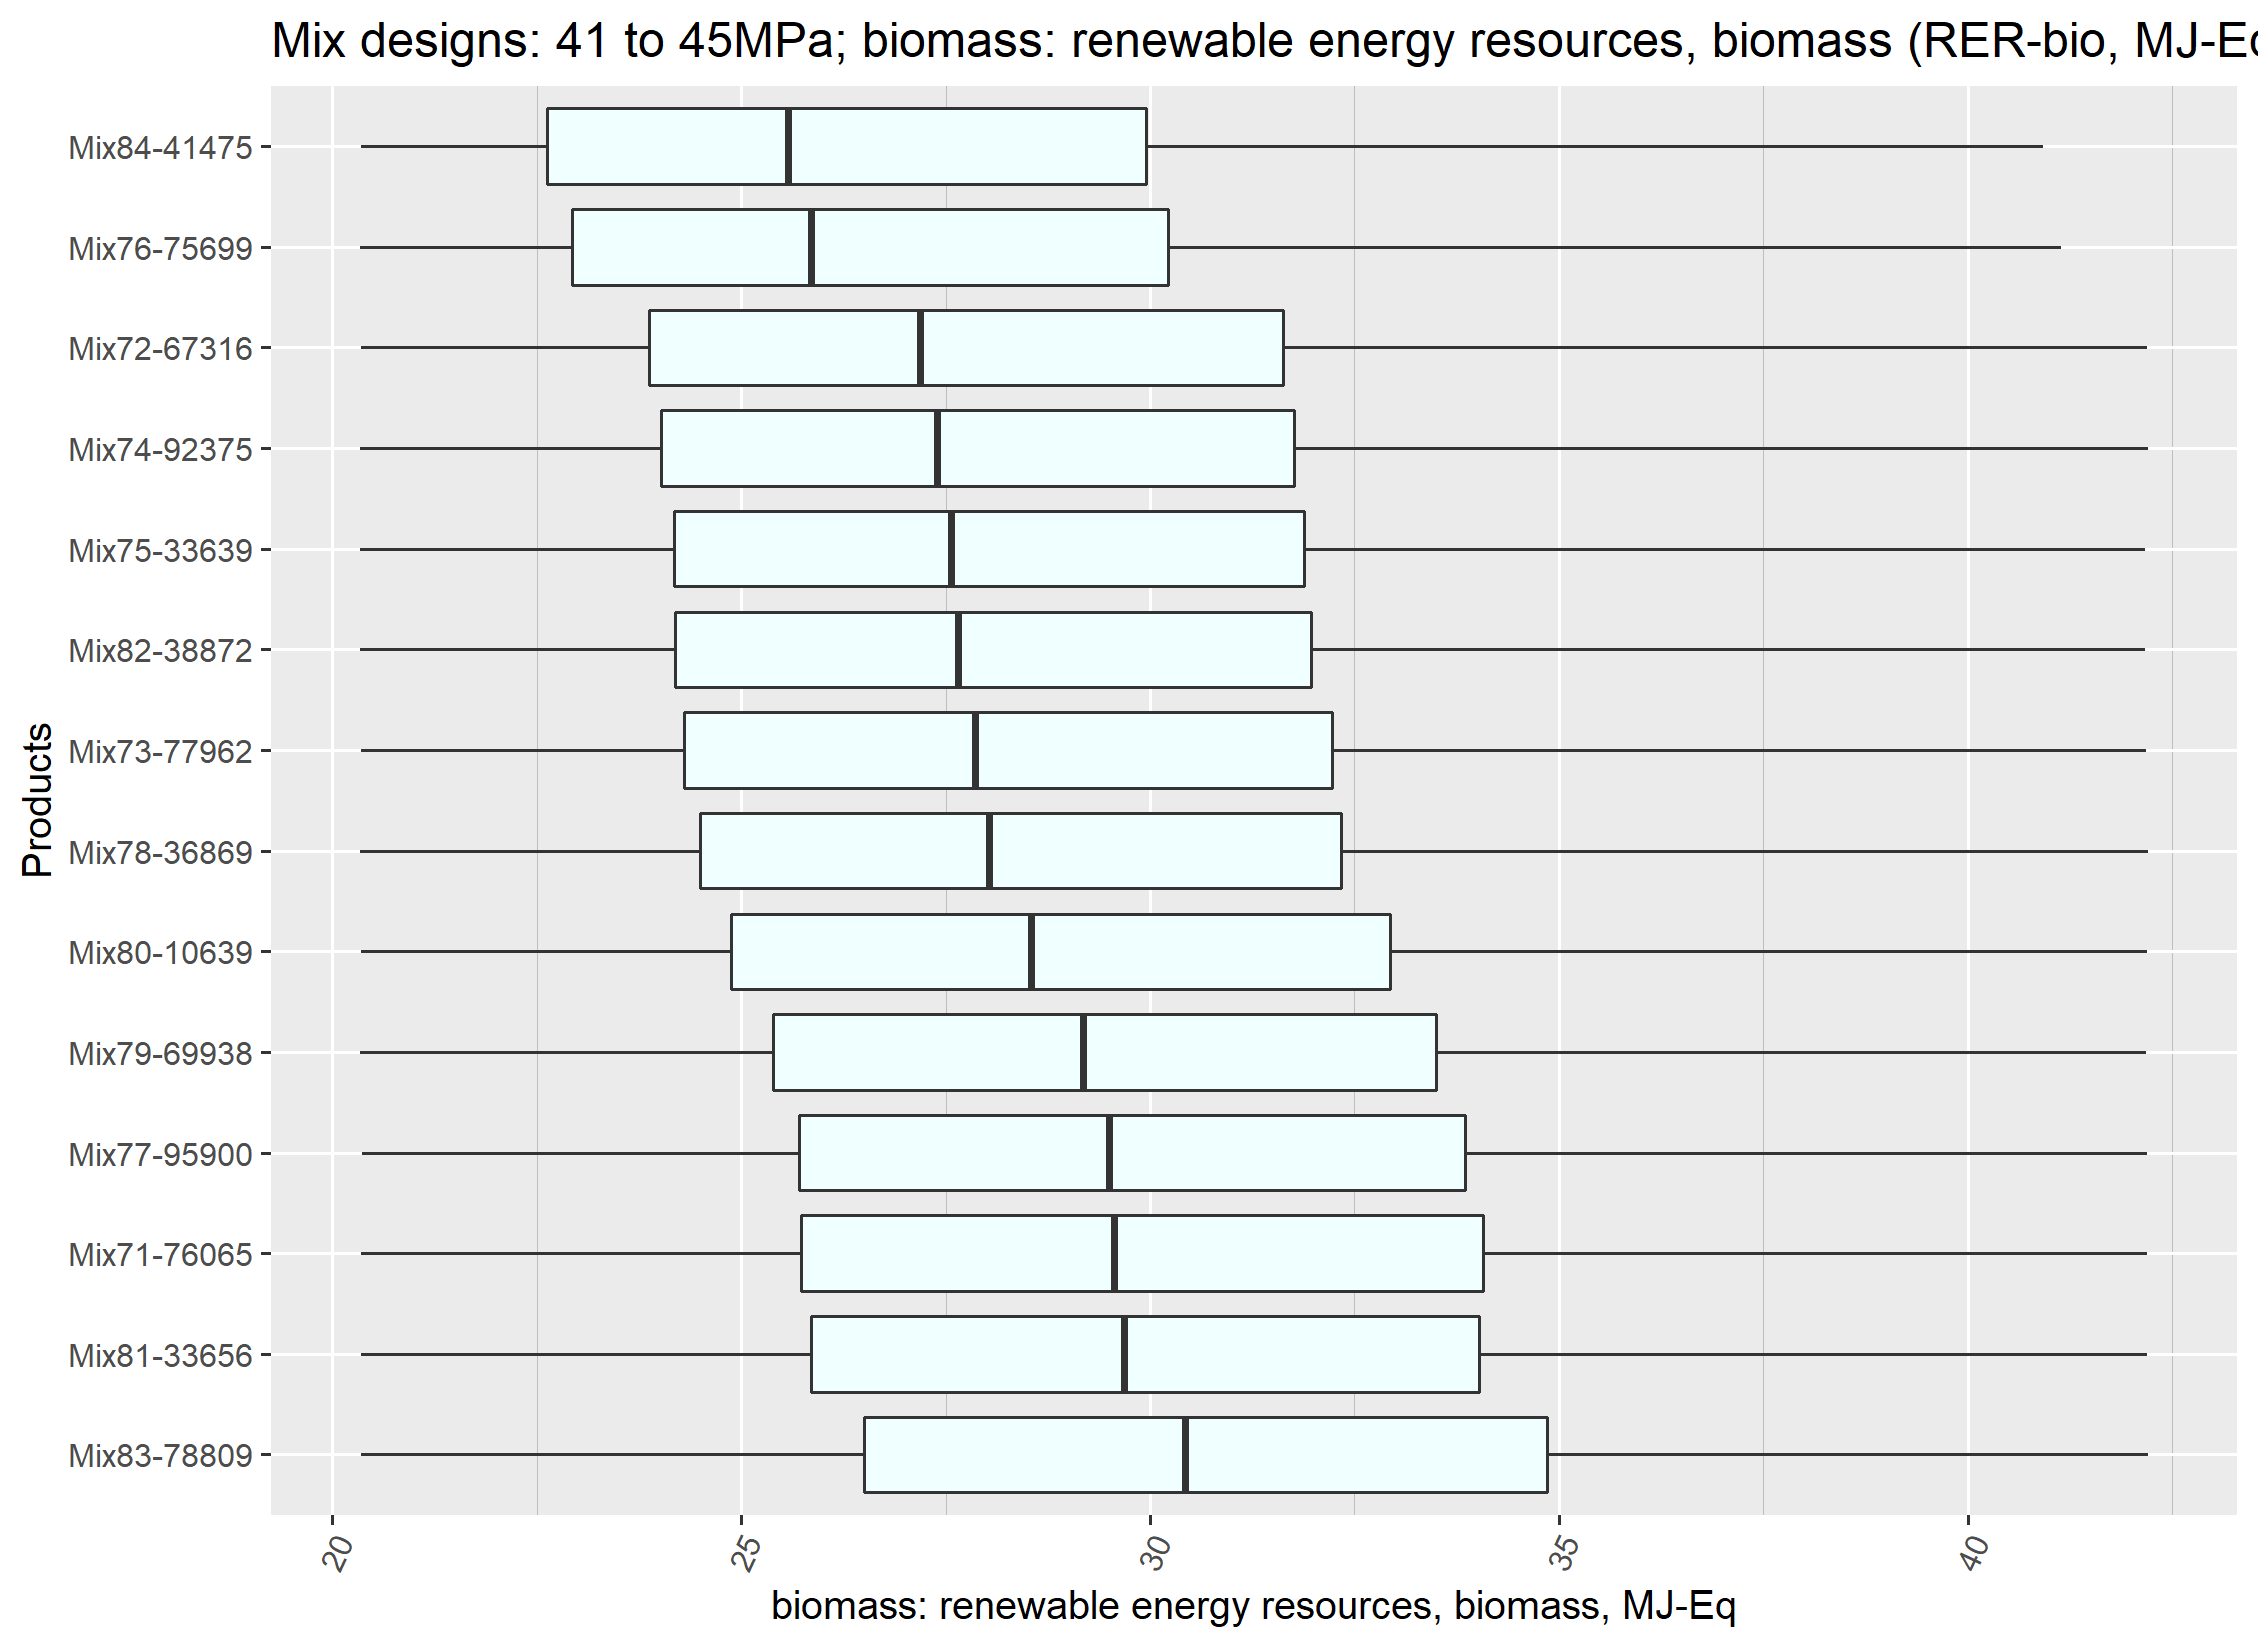 Mix designs: 41 to 45MPa; biomass: renewable energy resources, biomass (RER-bio, MJ-Eq
Mix84-41475
Mix76-75699
Mix72-67316
Mix74-92375
Mix75-33639
Mix82-38872
Mix73-77962
Mix78-36869
Mix80-10639
Mix79-69938
Mix77-95900
Mix71-76065
Mix81-33656
Mix83-78809
Products
20 25 30 35 40
biomass: renewable energy resources, biomass, MJ-Eq